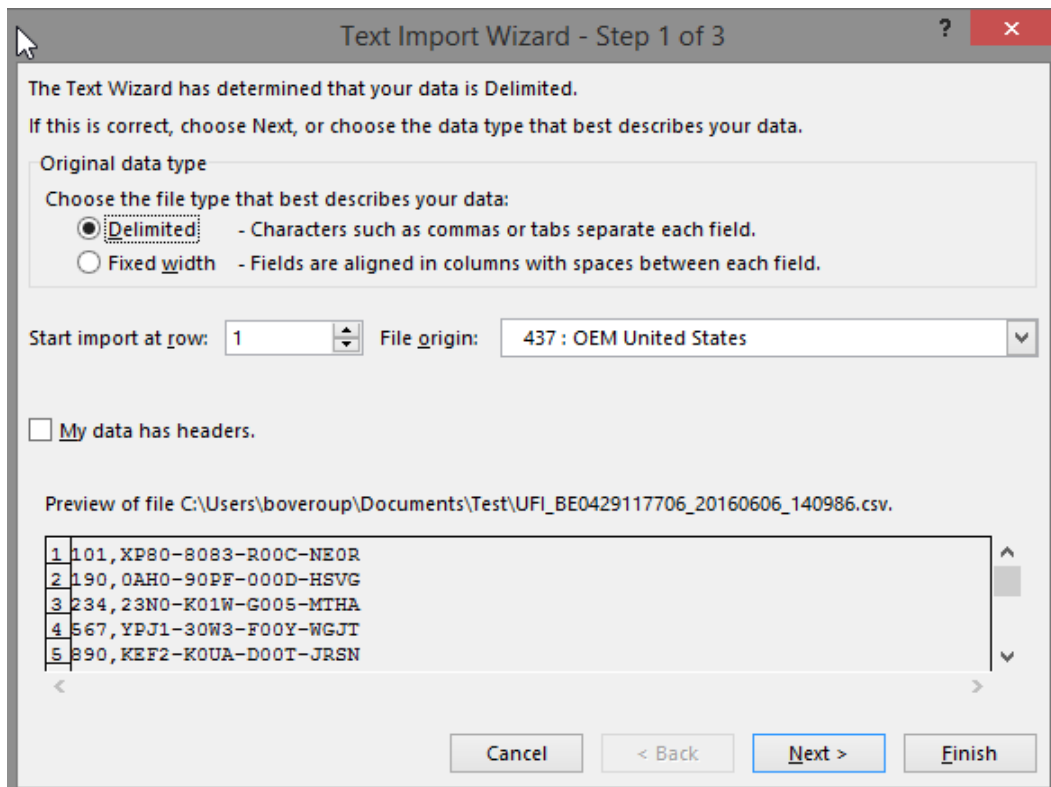 Text Import Wizard - Step 1 of 3
? ×
The Text Wizard has determined that your data is Delimited.
If this is correct, choose Next, or choose the data type that best describes your data.
Original data type
Choose the file type that best describes your data:
Delimited - Characters such as commas or tabs separate each field.
Fixed width - Fields are aligned in columns with spaces between each field.
Start import at row: 1 File origin: 437 : OEM United States
My data has headers.
Preview of file C:\Users\boveroup\Documents\Test\UFI_BE0429117706_20160606_140986.csv.
1 101,XP80-8083-R00C-NE0R
2 190,0AH0-90PF-000D-HSVG
3 234,23N0-K01W-G005-MTHA
4 567,YPJ1-30W3-F00Y-WGJT
5 890,KEF2-K0UA-D00T-JRSN
Cancel < Back Next > Finish